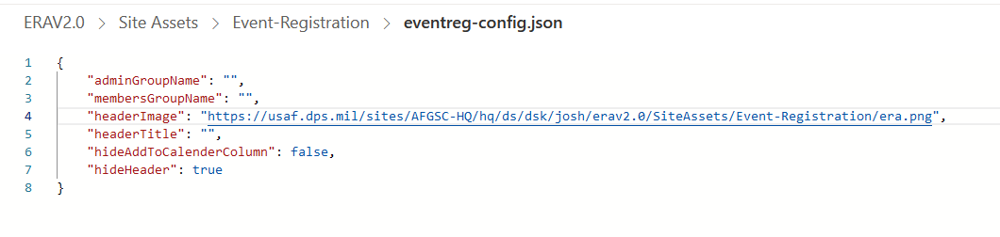 ERAV2.0 > Site Assets > Event-Registration > eventreg-config.json
1 {
2 "adminGroupName": "",
3 "membersGroupName": "",
4 "headerImage": "https://usaf.dps.mil/sites/AFGSC-HQ/hq/ds/dsk/josh/erav2.0/SiteAssets/Event-Registration/era.png",
5 "headerTitle": "",
6 "hideAddToCalenderColumn": false,
7 "hideHeader": true
8 }